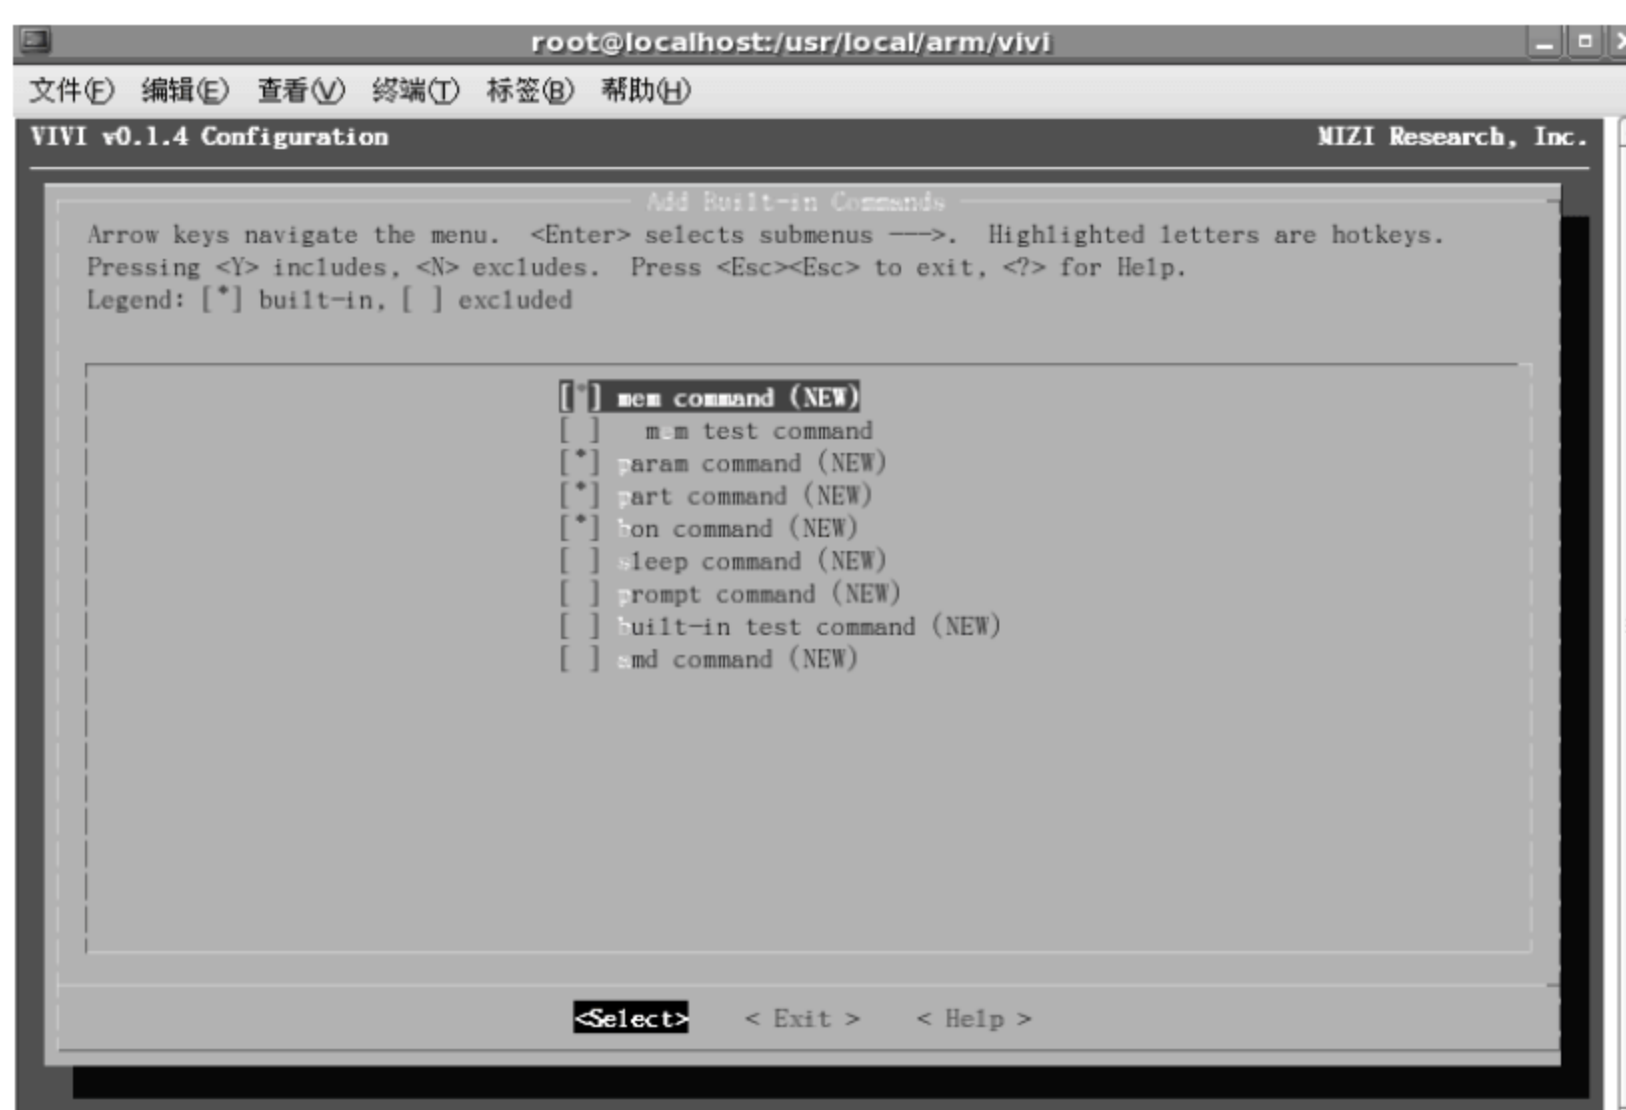 root@localhost:/usr/local/arm/vivi
文件(F) 编辑(E) 查看(V) 终端(T) 标签(B) 帮助(H)
VIVI v0.1.4 Configuration MIZI Research, Inc.
Add Built-in Commands
Arrow keys navigate the menu. <Enter> selects submenus --->. Highlighted letters are hotkeys.
Pressing <Y> includes, <N> excludes. Press <Esc><Esc> to exit, <?> for Help.
Legend: [*] built-in, [ ] excluded
[*] mem command (NEW)
[ ] mem test command
[*] param command (NEW)
[*] part command (NEW)
[*] bon command (NEW)
[ ] sleep command (NEW)
[ ] prompt command (NEW)
[ ] built-in test command (NEW)
[ ] amd command (NEW)
<Select> < Exit > < Help >